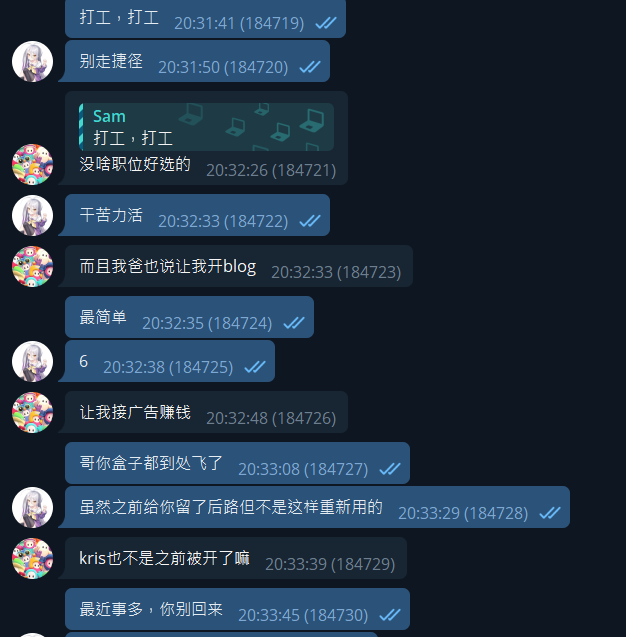 打工，打工 20:31:41 (184719)
别走捷径 20:31:50 (184720)
Sam
打工，打工
没啥职位好选的 20:32:26 (184721)
干苦力活 20:32:33 (184722)
而且我爸也说让我开blog 20:32:33 (184723)
最简单 20:32:35 (184724)
6 20:32:38 (184725)
让我接广告赚钱 20:32:48 (184726)
哥你盒子都到处飞了 20:33:08 (184727)
虽然之前给你留了后路但不是这样重新用的 20:33:29 (184728)
kris也不是之前被开了嘛 20:33:39 (184729)
最近事多，你别回来 20:33:45 (184730)